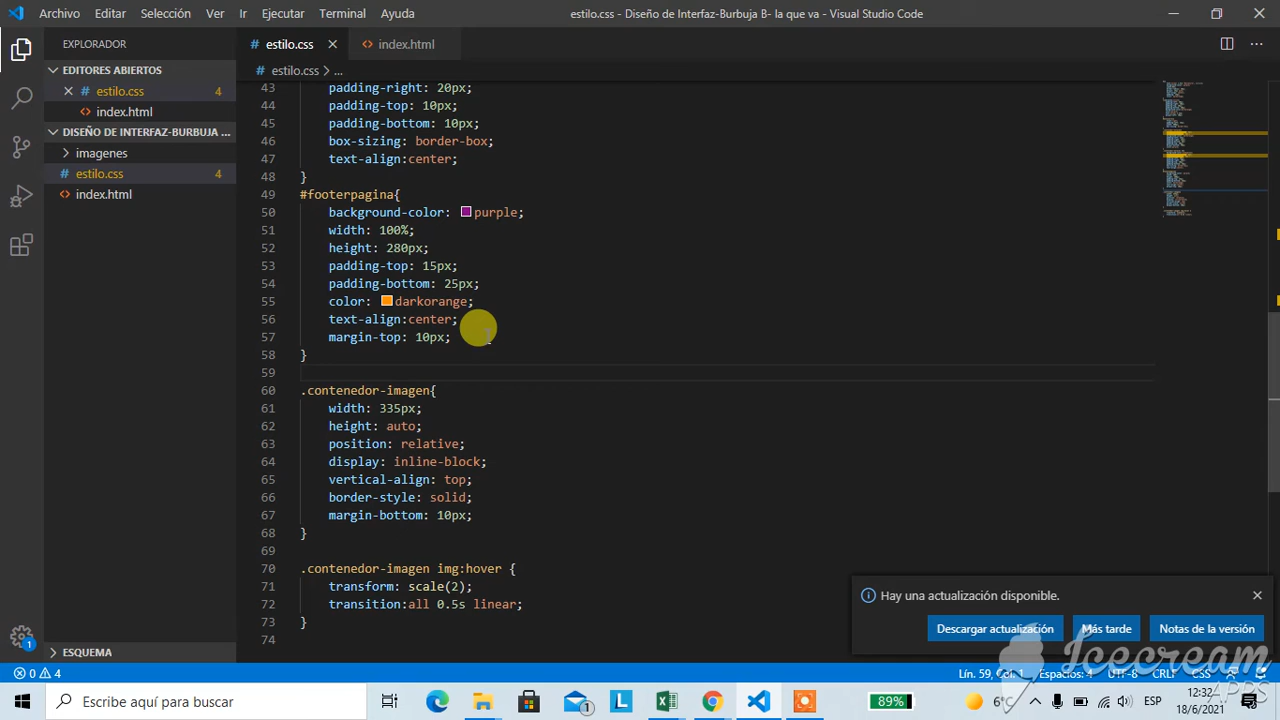 Archivo Editar Selección Ver Ir Ejecutar Terminal Ayuda
estilo.css - Diseño de Interfaz-Burbuja B- la que va - Visual Studio Code
EXPLORADOR
EDITORES ABIERTOS
# estilo.css 4
<> index.html
DISEÑO DE INTERFAZ-BURBUJA ...
> imagenes
# estilo.css 4
<> index.html
ESQUEMA
1
# estilo.css × <> index.html
# estilo.css > ...
43 padding-right: 20px;
44 padding-top: 10px;
45 padding-bottom: 10px;
46 box-sizing: border-box;
47 text-align:center;
48 }
49 #footerpagina{
50 background-color: purple;
51 width: 100%;
52 height: 280px;
53 padding-top: 15px;
54 padding-bottom: 25px;
55 color: darkorange;
56 text-align:center;
57 margin-top: 10px;
58 }
59
60 .contenedor-imagen{
61 width: 335px;
62 height: auto;
63 position: relative;
64 display: inline-block;
65 vertical-align: top;
66 border-style: solid;
67 margin-bottom: 10px;
68 }
69
70 .contenedor-imagen img:hover {
71 transform: scale(2);
72 transition:all 0.5s linear;
73 }
74
Hay una actualización disponible.
Descargar actualización Más tarde Notas de la versión
Icecream
APPS
0 4 Lín. 59, Col. 1 Espacios: 4 UTF-8 CRLF CSS
Escribe aquí para buscar
1
L
89%
6°C
ESP
12:32
18/6/2021